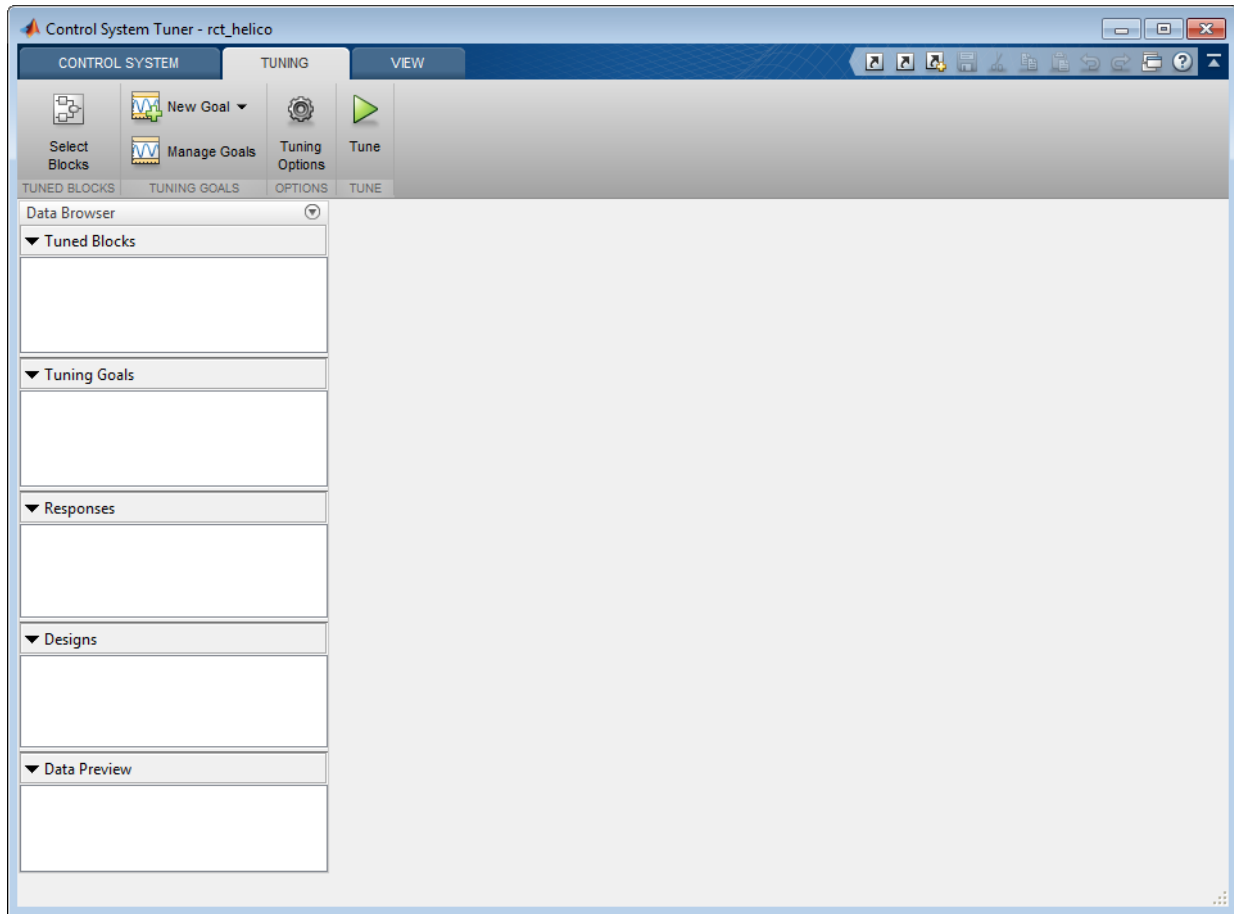 Control System Tuner - rct_helico
CONTROL SYSTEM TUNING VIEW
New Goal
Select Blocks
Manage Goals
Tuning Options
Tune
TUNED BLOCKS TUNING GOALS OPTIONS TUNE
Data Browser
Tuned Blocks
Tuning Goals
Responses
Designs
Data Preview